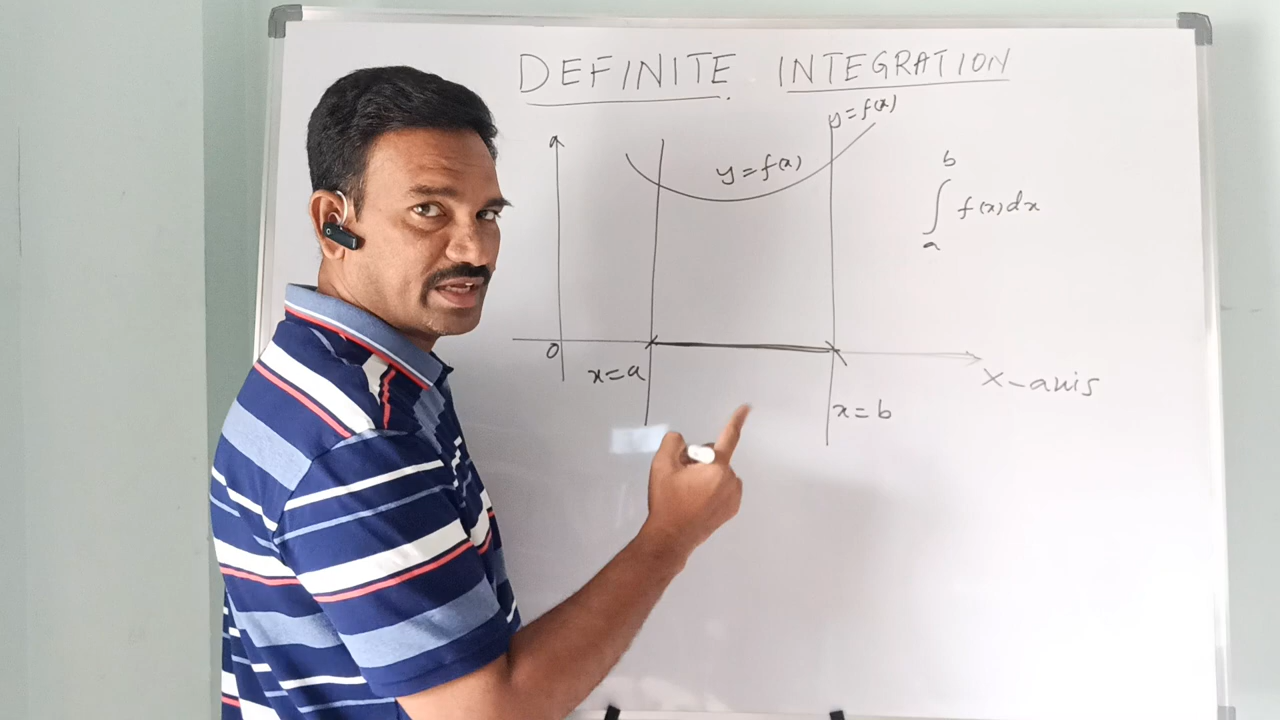 DEFINITE INTEGRATION
y=f(x)
y=f(x)
b
∫ f(x)dx
a
0
x=a
X-axis
x=b